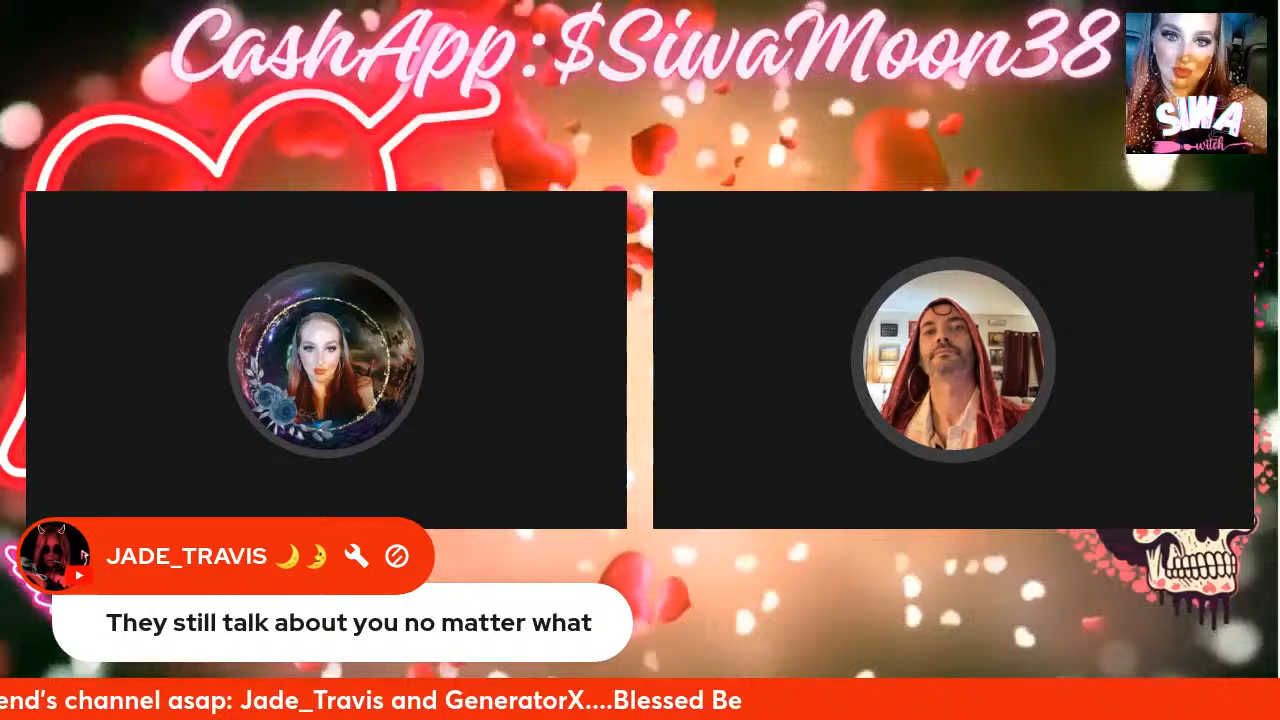 CashApp:$SiwaMoon38
SIWA
witch
JADE_TRAVIS 🌙🌛
They still talk about you no matter what
end's channel asap: Jade_Travis and GeneratorX....Blessed Be